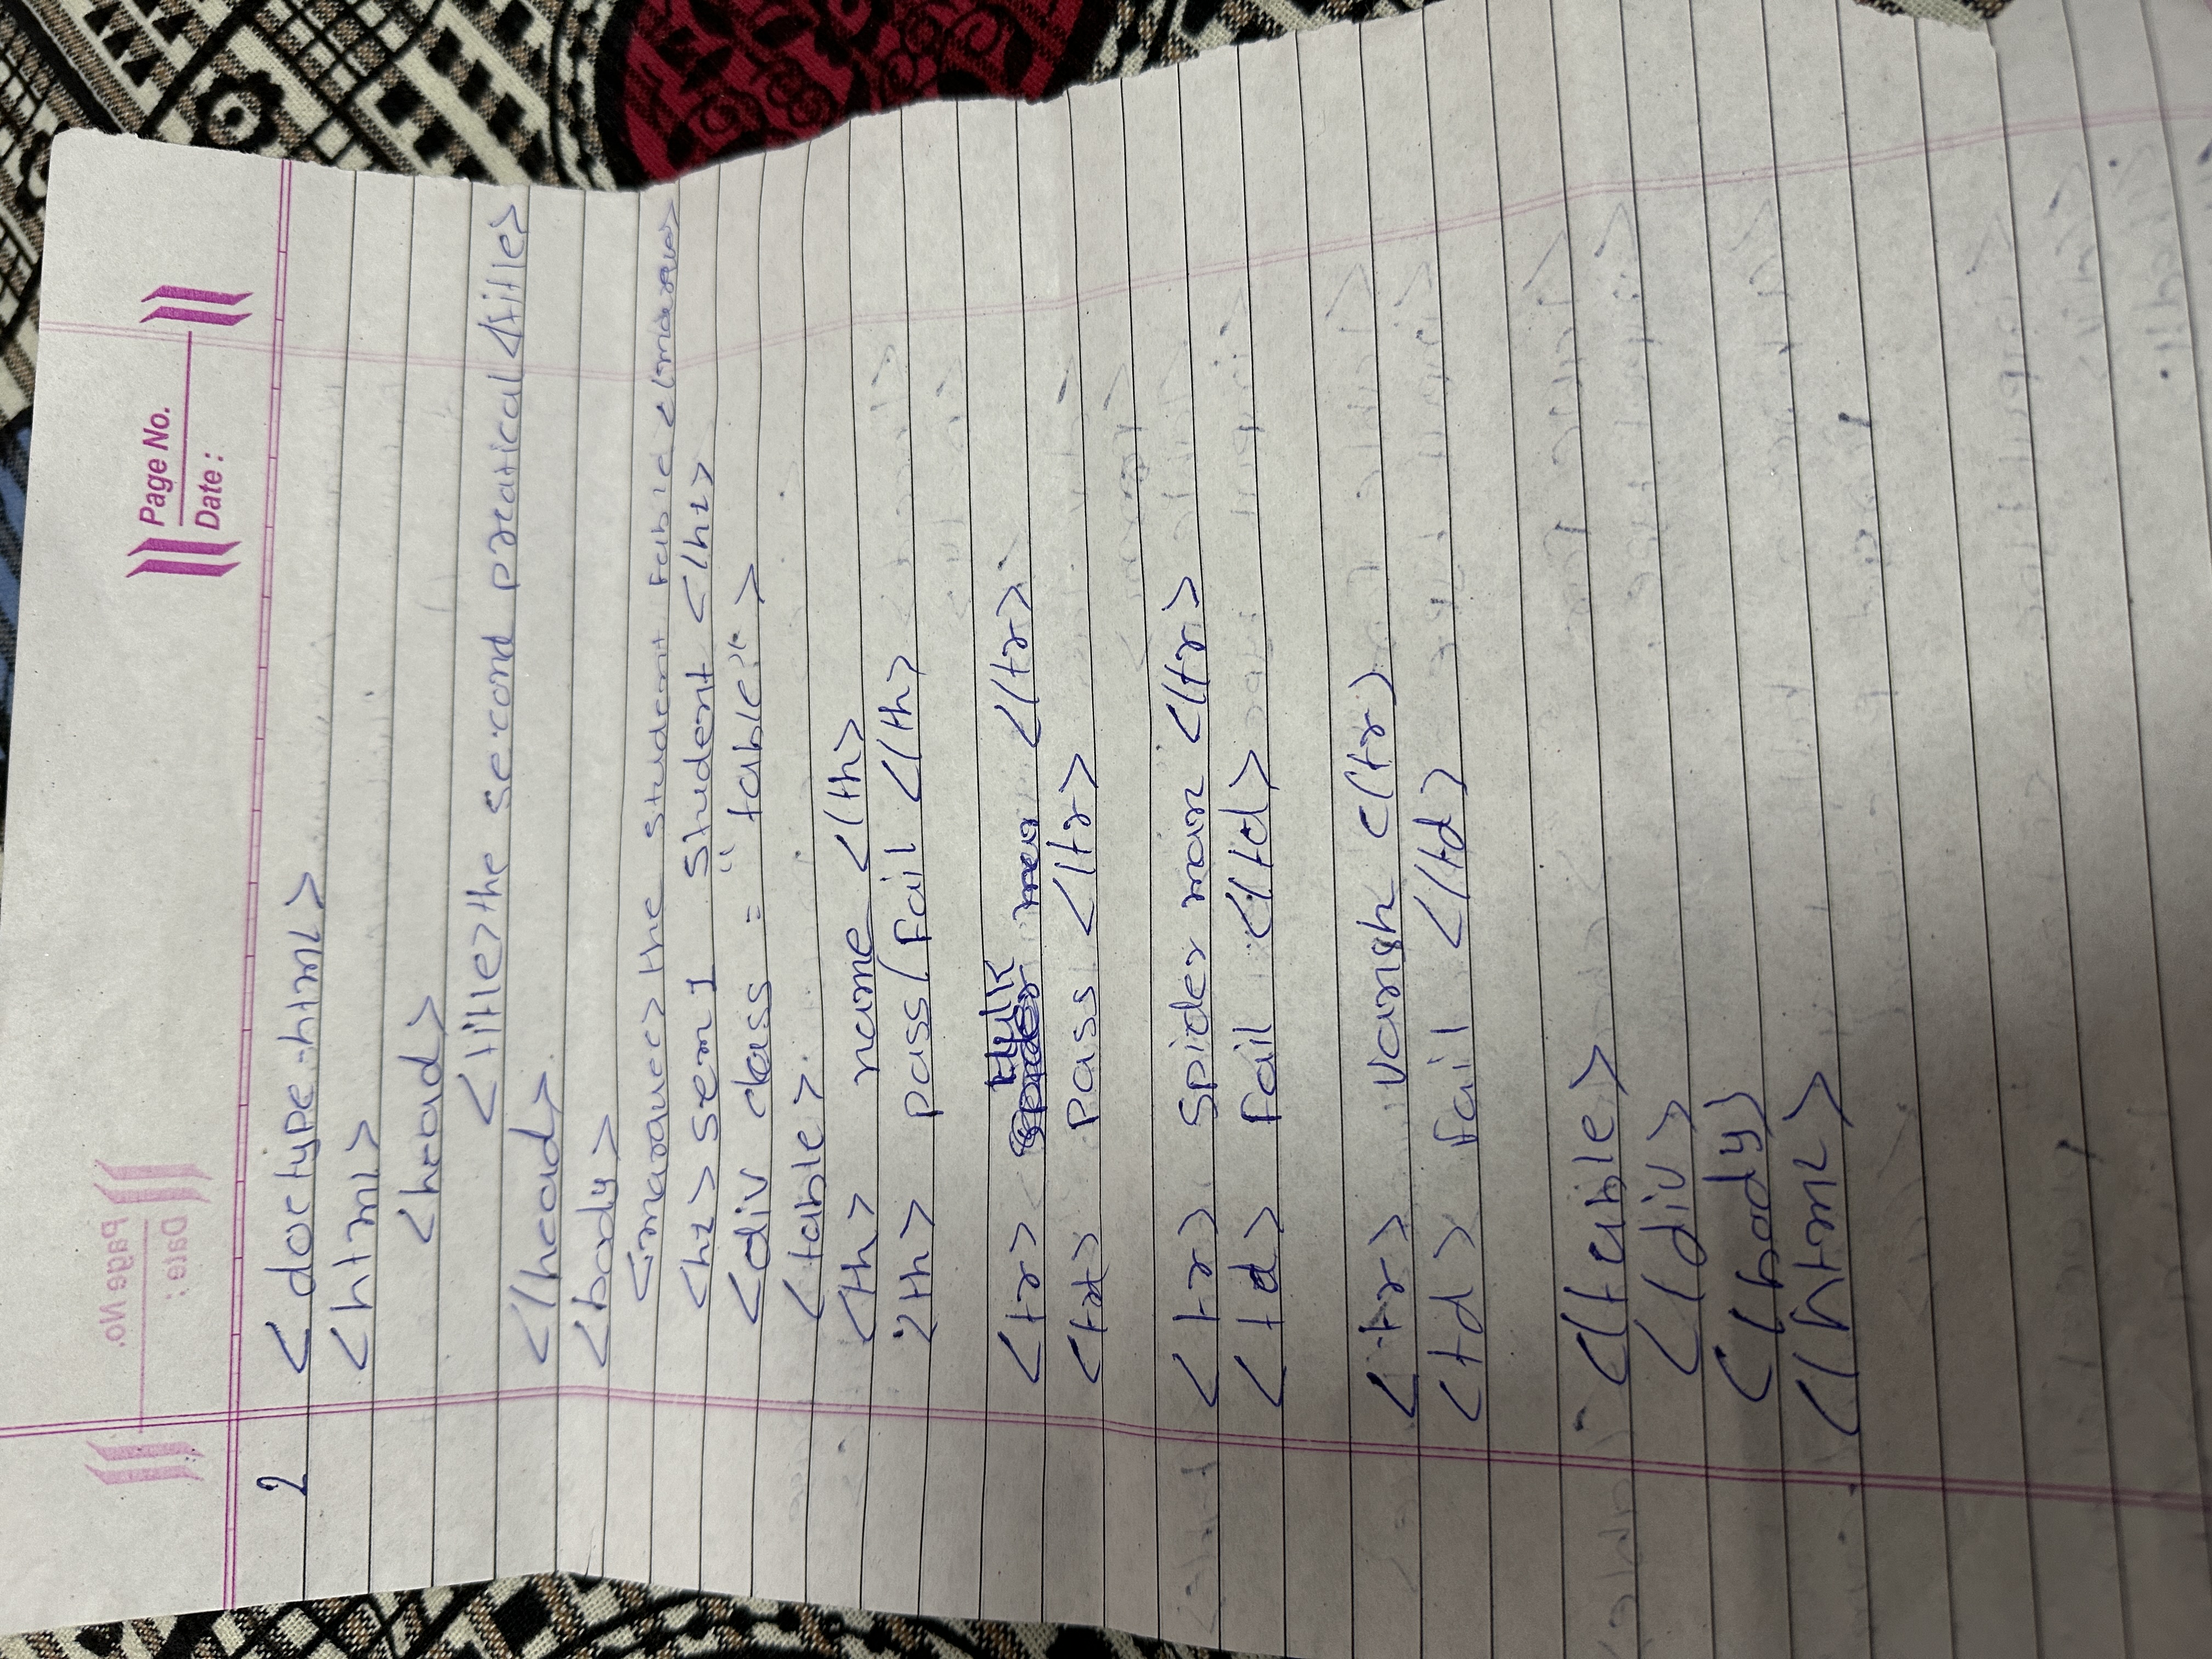 Page No.
Date :
2 < doctype html>
<html>
<head>
<title>the second preatical </title>
</head>
<body>
<marquee> the student table </marque>
<h1> sem 1 student </h1>
<div class = "table">
<table>
<th> name </th>
<th> pass/Fail </th>
<tr> Hulk </tr>
<td> pass </tr>
<tr> spider man </tr>
<td> Fail </td>
<tr> vansh </tr>
<td> Fail </td>
</table>
</div>
</body>
</html>